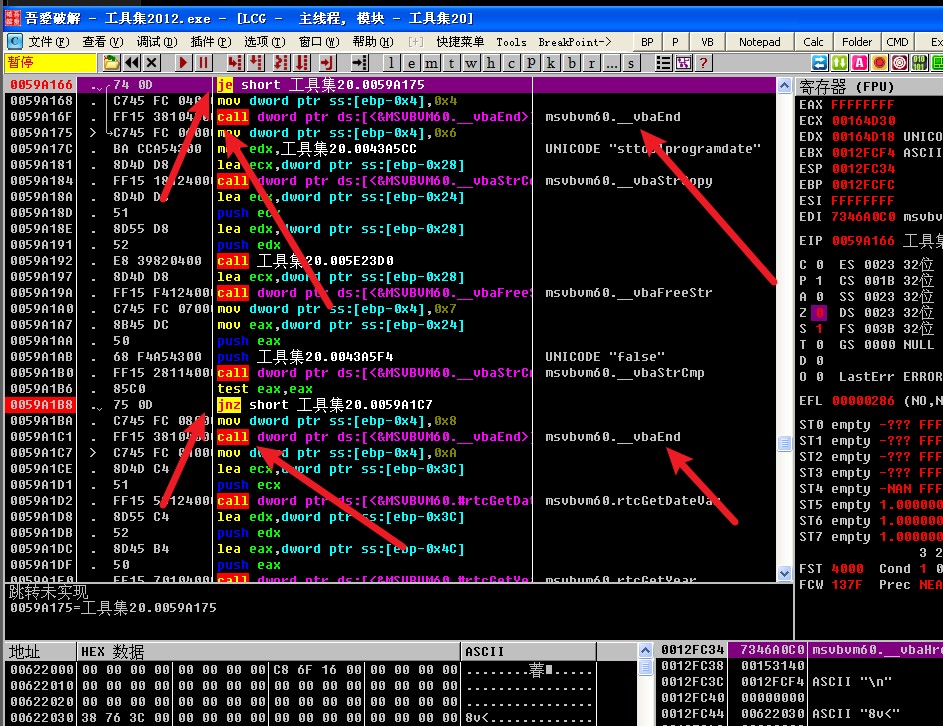 吾爱破解 - 工具集2012.exe - [LCG - 主线程, 模块 - 工具集20]
文件(F) 查看(V) 调试(D) 插件(P) 选项(T) 窗口(W) 帮助(H) [+] 快捷菜单 Tools BreakPoint-> BP P VB Notepad Calc Folder CMD Ex
暂停 l e m t w h c p k b r ... s ?
0059A166 . 74 0D je short 工具集20.0059A175
0059A168 . C745 FC mov dword ptr ss:[ebp-0x4],0x4
0059A16F . FF15 call dword ptr ds:[<&MSVBVM60.__vbaEnd> msvbvm60.__vbaEnd
0059A175 > C745 FC mov dword ptr ss:[ebp-0x4],0x6
0059A17C . BA CCA54300 edx,工具集20.0043A5CC UNICODE "programdate"
0059A181 . 8D4D D8 lea ecx,dword ptr ss:[ebp-0x28]
0059A184 . FF15 call dword ptr ds:[<&MSVBVM60.__vbaStrCo msvbvm60.__vbaStrCopy
0059A18A . 8D4D lea ecx,dword ptr ss:[ebp-0x24]
0059A18D . 51 push ecx
0059A18E . 8D55 D8 lea edx,dword ptr ss:[ebp-0x28]
0059A191 . 52 push edx
0059A192 . E8 39820400 call 工具集20.005E23D0
0059A197 . 8D4D D8 lea ecx,dword ptr ss:[ebp-0x28]
0059A19A . FF15 F412400 call dword ptr ds:[<&MSVBVM60.__vbaFreeS msvbvm60.__vbaFreeStr
0059A1A0 . C745 FC 0700 mov dword ptr ss:[ebp-0x4],0x7
0059A1A7 . 8B45 DC mov eax,dword ptr ss:[ebp-0x24]
0059A1AA . 50 push eax
0059A1AB . 68 F4A54300 push 工具集20.0043A5F4 UNICODE "false"
0059A1B0 . FF15 2811400 call dword ptr ds:[<&MSVBVM60.__vbaStrCm msvbvm60.__vbaStrCmp
0059A1B6 . 85C0 test eax,eax
0059A1B8 . 75 0D jnz short 工具集20.0059A1C7
0059A1BA . C745 FC mov dword ptr ss:[ebp-0x4],0x8
0059A1C1 . FF15 call dword ptr ds:[<&MSVBVM60.__vbaEnd> msvbvm60.__vbaEnd
0059A1C7 > C745 FC mov dword ptr ss:[ebp-0x4],0xA
0059A1CE . 8D4D C4 lea ecx,dword ptr ss:[ebp-0x3C]
0059A1D1 . 51 push ecx
0059A1D2 . FF15 call dword ptr ds:[<&MSVBVM60.#rtcGetDat msvbvm60.rtcGetDateVar
0059A1D8 . 8D55 C4 lea edx,dword ptr ss:[ebp-0x3C]
0059A1DB . 52 push edx
0059A1DC . 8D45 B4 lea eax,dword ptr ss:[ebp-0x4C]
0059A1DF . 50 push eax
0059A1E0 . FF15 7010400 call dword ptr ds:[<&MSVBVM60.#rtcGetYe msvbvm60.rtcGetYear
跳转未实现
0059A175=工具集20.0059A175
寄存器 (FPU)
EAX FFFFFFFF
ECX 00164D30
EDX 00164D18 UNICO
EBX 0012FCF4 ASCII
ESP 0012FC34
EBP 0012FCFC
ESI FFFFFFFF
EDI 7346A0C0 msvb
EIP 0059A166 工具集
C 0 ES 0023 32位
P 1 CS 001B 32位
A 0 SS 0023 32位
Z 0 DS 0023 32位
S 1 FS 003B 32位
T 0 GS 0000 NULL
D 0
O 0 LastErr ERROR
EFL 00000286 (NO,N
ST0 empty -??? FFF
ST1 empty -??? FFF
ST2 empty -??? FFF
ST3 empty -??? FFF
ST4 empty -NAN FFF
ST5 empty 1.000000
ST6 empty 1.000000
ST7 empty 1.000000
3 2
FST 4000 Cond 1 0
FCW 137F Prec NEA
地址 HEX 数据 ASCII
00622000 00 00 00 00 00 00 00 00 C8 6F 16 00 00 00 00 00
00622010 00 00 00 00 00 00 00 00 00 00 00 00 00 00 00 00 ................
00622020 00 00 00 00 00 00 00 00 00 00 00 00 00 00 00 00 ................
00622030 38 76 3C 00 00 00 00 00 00 00 00 00 00 00 00 00 8v<.............
0012FC34 7346A0C0 msvbvm60.__vbaHre
0012FC38 00153140
0012FC3C 0012FCF4 ASCII "\n"
0012FC40 00000000
0012FC44 00622030 ASCII "8v<"